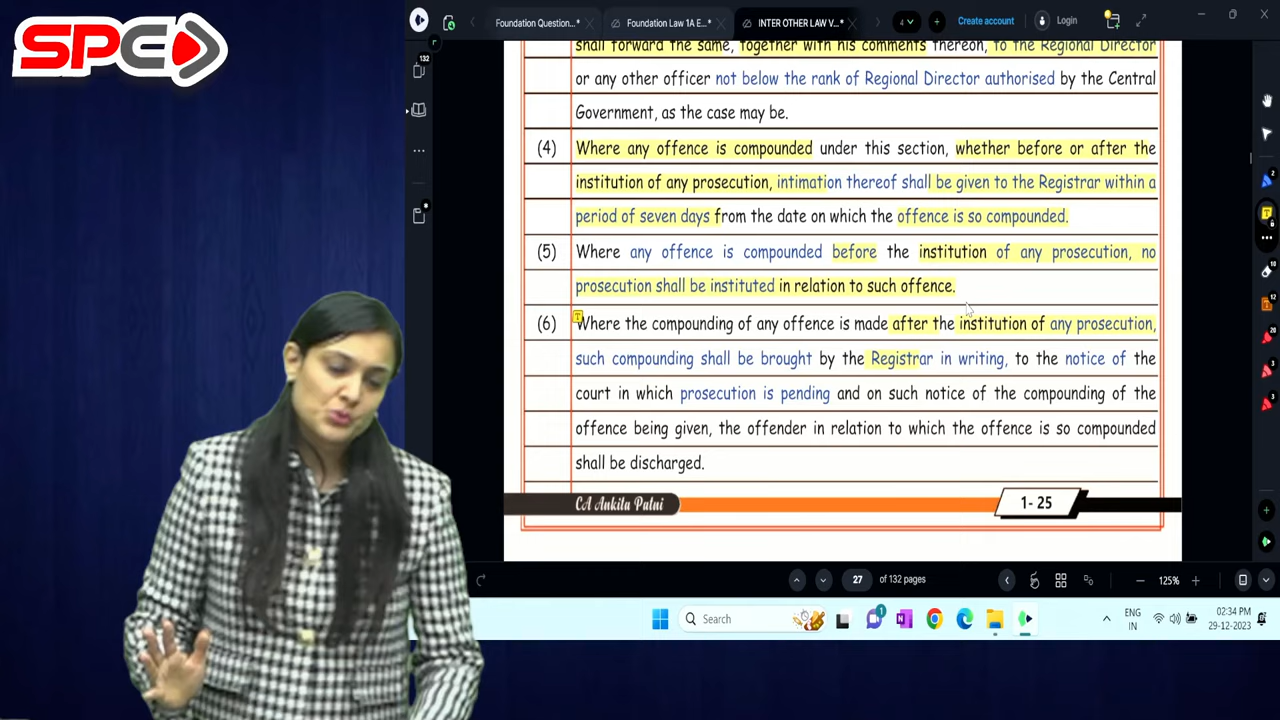 SPC
Foundation Question...*
Foundation Law 1A E...*
INTER OTHER LAW V...*
4
Create account
Login
132
shall forward the same, together with his comments thereon, to the Regional Director
or any other officer not below the rank of Regional Director authorised by the Central
Government, as the case may be.
(4) Where any offence is compounded under this section, whether before or after the
institution of any prosecution, intimation thereof shall be given to the Registrar within a
period of seven days from the date on which the offence is so compounded.
(5) Where any offence is compounded before the institution of any prosecution, no
prosecution shall be instituted in relation to such offence.
(6) Where the compounding of any offence is made after the institution of any prosecution,
such compounding shall be brought by the Registrar in writing, to the notice of the
court in which prosecution is pending and on such notice of the compounding of the
offence being given, the offender in relation to which the offence is so compounded
shall be discharged.
CA Ankita Patni
1- 25
27 of 132 pages
125%
Search
ENG
IN
02:34 PM
29-12-2023